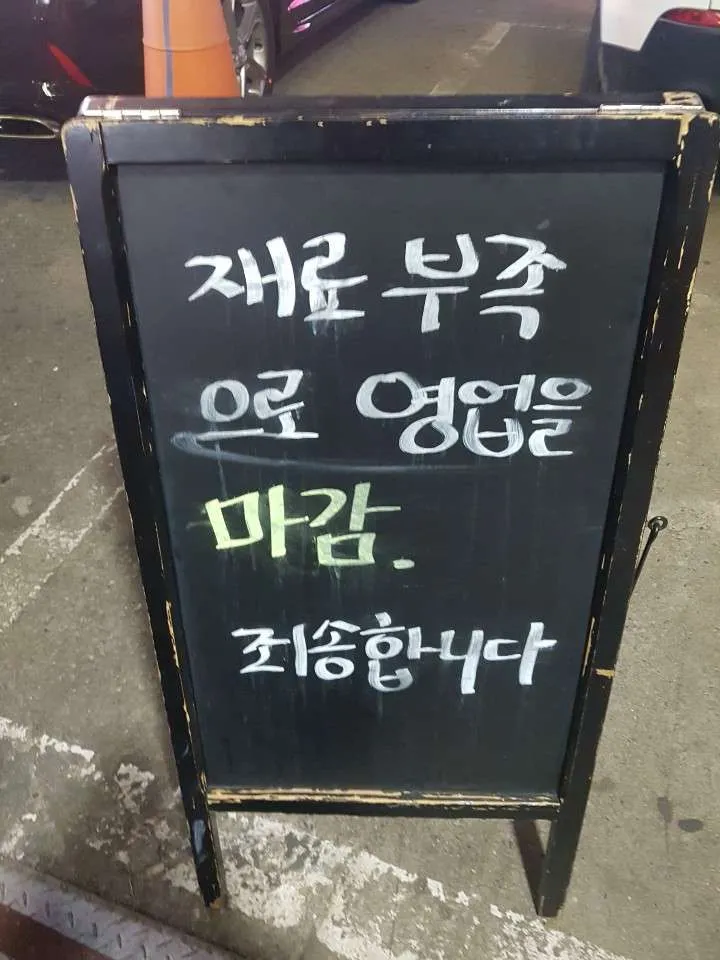 재료 부족
으로 영업을
마감.
죄송합니다